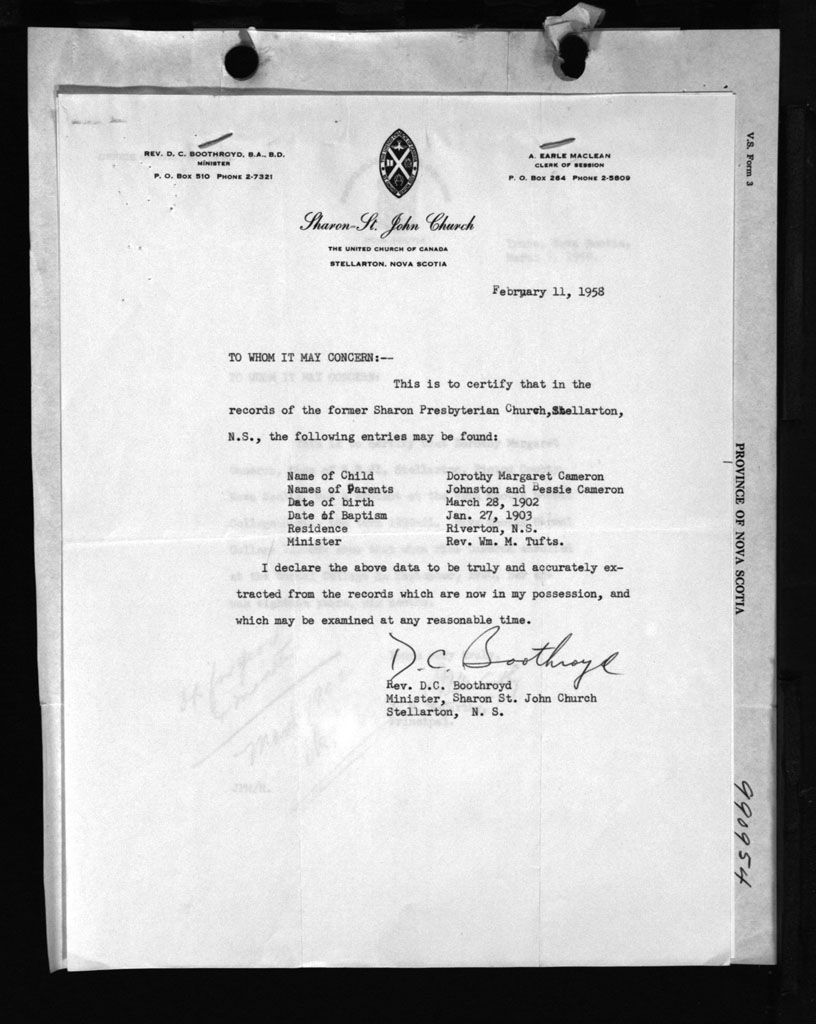 REV. D. C. BOOTHROYD, B.A., B.D.
MINISTER
P. O. BOX 510 PHONE 2-7321
A. EARLE MACLEAN
CLERK OF SESSION
P. O. BOX 264 PHONE 2-5809
Sharon-St. John Church
THE UNITED CHURCH OF CANADA
STELLARTON, NOVA SCOTIA
February 11, 1958
TO WHOM IT MAY CONCERN:--
This is to certify that in the
records of the former Sharon Presbyterian Church, Stellarton,
N.S., the following entries may be found:
Name of Child Dorothy Margaret Cameron
Names of Parents Johnston and Bessie Cameron
Date of birth March 28, 1902
Date of Baptism Jan. 27, 1903
Residence Riverton, N.S.
Minister Rev. Wm. M. Tufts.
I declare the above data to be truly and accurately ex-
tracted from the records which are now in my possession, and
which may be examined at any reasonable time.
D.C. Boothroyd
Rev. D.C. Boothroyd
Minister, Sharon St. John Church
Stellarton, N. S.
V.S. Form 3
PROVINCE OF NOVA SCOTIA
990954